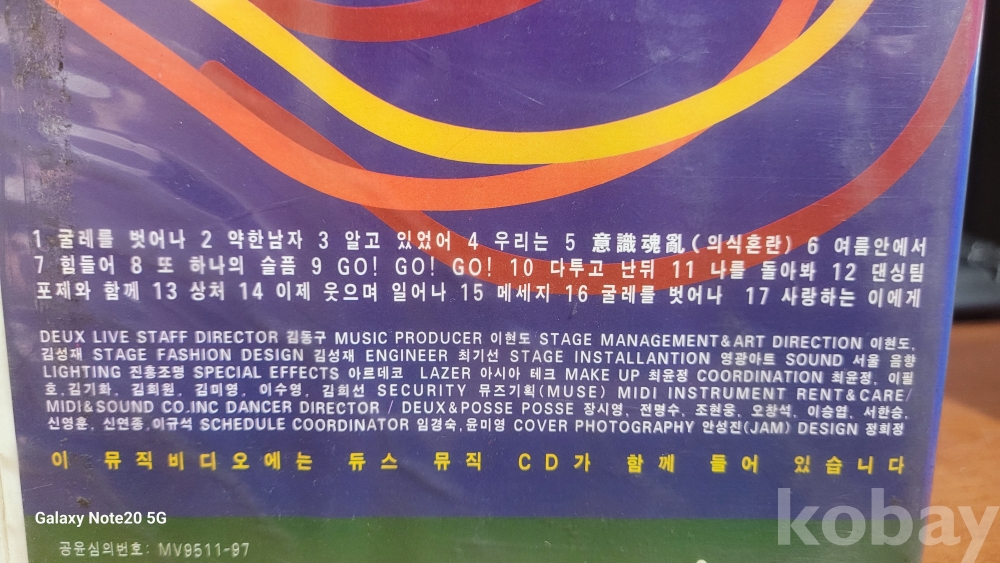 1 굴레를 벗어나 2 약한남자 3 알고 있었어 4 우리는 5 意識魂亂(의식혼란) 6 여름안에서
7 힘들어 8 또 하나의 슬픔 9 GO! GO! GO! 10 다투고 난뒤 11 나를 돌아봐 12 댄싱팀
포제와 함께 13 상처 14 이제 웃으며 일어나 15 메세지 16 굴레를 벗어나 17 사랑하는 이에게
DEUX LIVE STAFF DIRECTOR 김동구 MUSIC PRODUCER 이현도 STAGE MANAGEMENT&ART DIRECTION 이현도,
김성재 STAGE FASHION DESIGN 김성재 ENGINEER 최기선 STAGE INSTALLANTION 영광아트 SOUND 서울 음향
LIGHTING 진흥조명 SPECIAL EFFECTS 아르데코 LAZER 아시아 테크 MAKE UP 최윤정 COORDINATION 최윤정, 이필
호,김기화, 김희원, 김미영, 이수영, 김희선 SECURITY 뮤즈기획(MUSE) MIDI INSTRUMENT RENT&CARE/
MIDI&SOUND CO.INC DANCER DIRECTOR / DEUX&POSSE POSSE 장시영, 전명수, 조현웅, 오창석, 이승엽, 서한승,
신영훈, 신연종,이규석 SCHEDULE COORDINATOR 임경숙,윤미영 COVER PHOTOGRAPHY 안성진(JAM) DESIGN 정희정
이 뮤직비디오에는 듀스 뮤직 CD가 함께 들어 있습니다
Galaxy Note20 5G
공윤심의번호: MV9511-97
kobay